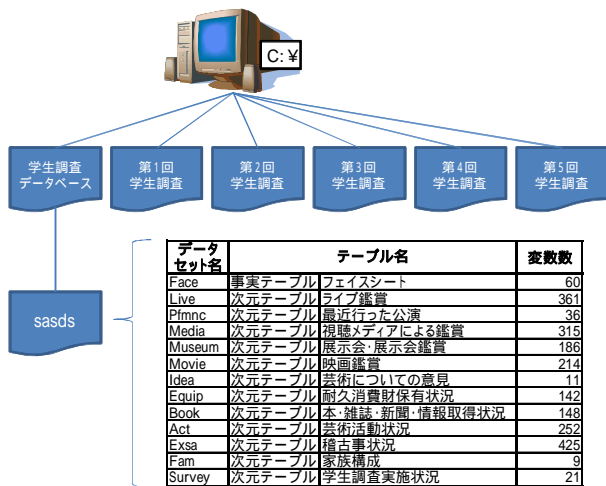 C:¥
学生調査
データベース
第1回
学生調査
第2回
学生調査
第3回
学生調査
第4回
学生調査
第5回
学生調査
sasds
データ
セット名 テーブル名 変数数
Face 事実テーブル フェイスシート 60
Live 次元テーブル ライブ鑑賞 361
Pfmnc 次元テーブル 最近行った公演 36
Media 次元テーブル 視聴メディアによる鑑賞 315
Museum 次元テーブル 展示会・展示会鑑賞 186
Movie 次元テーブル 映画鑑賞 214
Idea 次元テーブル 芸術についての意見 11
Equip 次元テーブル 耐久消費財保有状況 142
Book 次元テーブル 本・雑誌・新聞・情報取得状況 148
Act 次元テーブル 芸術活動状況 252
Exsa 次元テーブル 稽古事状況 425
Fam 次元テーブル 家族構成 9
Survey 次元テーブル 学生調査実施状況 21